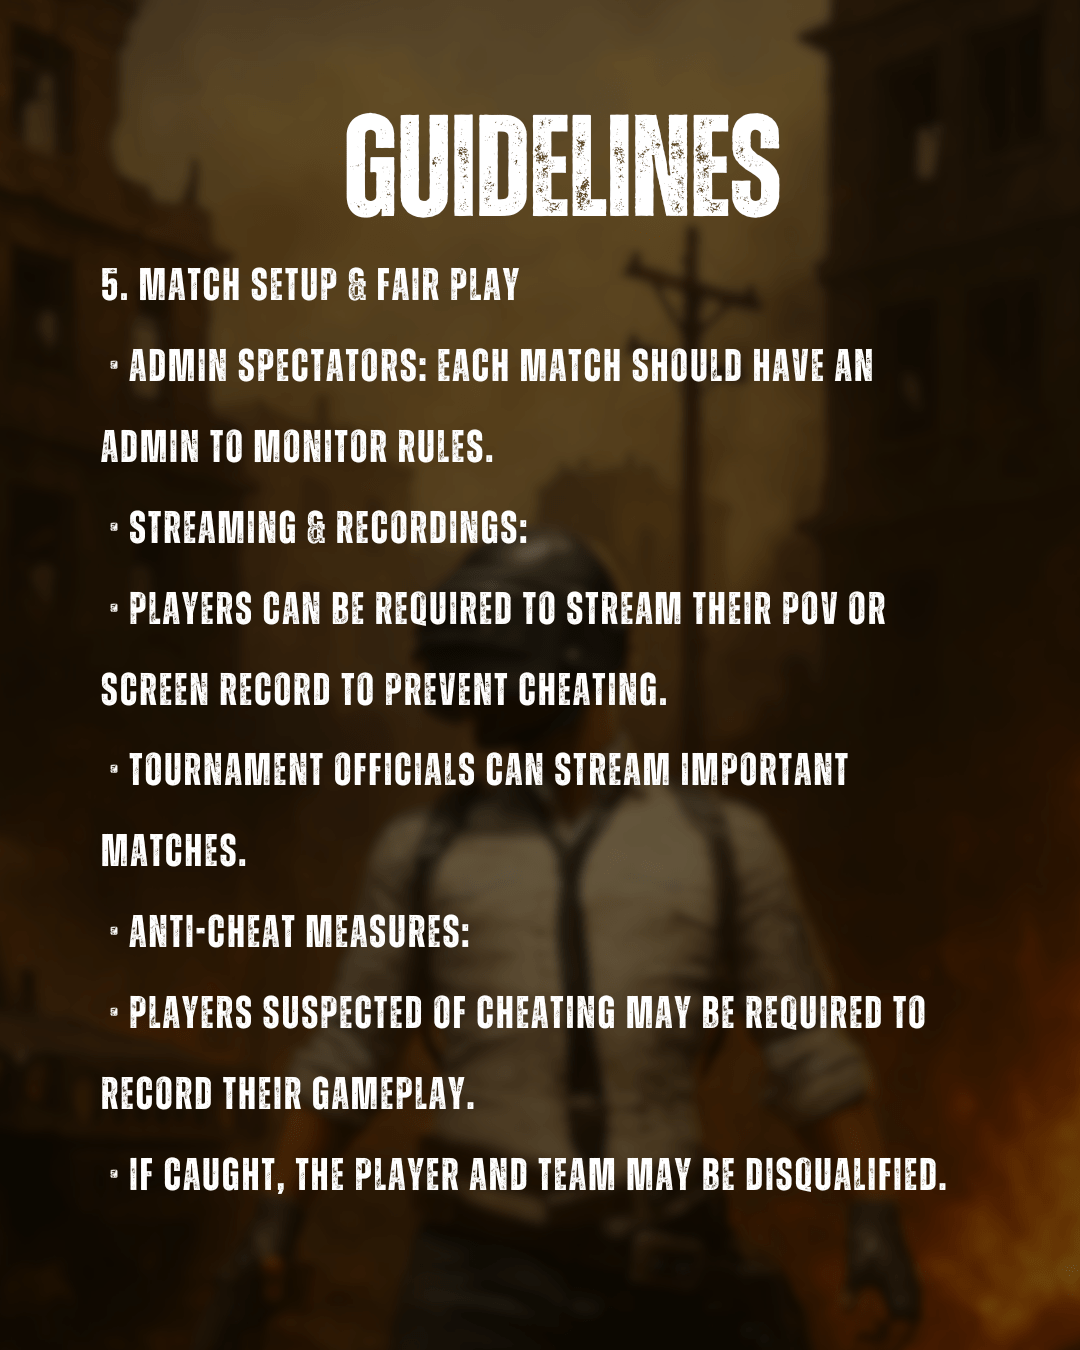 GUIDELINES
5. MATCH SETUP & FAIR PLAY
• ADMIN SPECTATORS: EACH MATCH SHOULD HAVE AN
ADMIN TO MONITOR RULES.
• STREAMING & RECORDINGS:
• PLAYERS CAN BE REQUIRED TO STREAM THEIR POV OR
SCREEN RECORD TO PREVENT CHEATING.
• TOURNAMENT OFFICIALS CAN STREAM IMPORTANT
MATCHES.
• ANTI-CHEAT MEASURES:
• PLAYERS SUSPECTED OF CHEATING MAY BE REQUIRED TO
RECORD THEIR GAMEPLAY.
• IF CAUGHT, THE PLAYER AND TEAM MAY BE DISQUALIFIED.